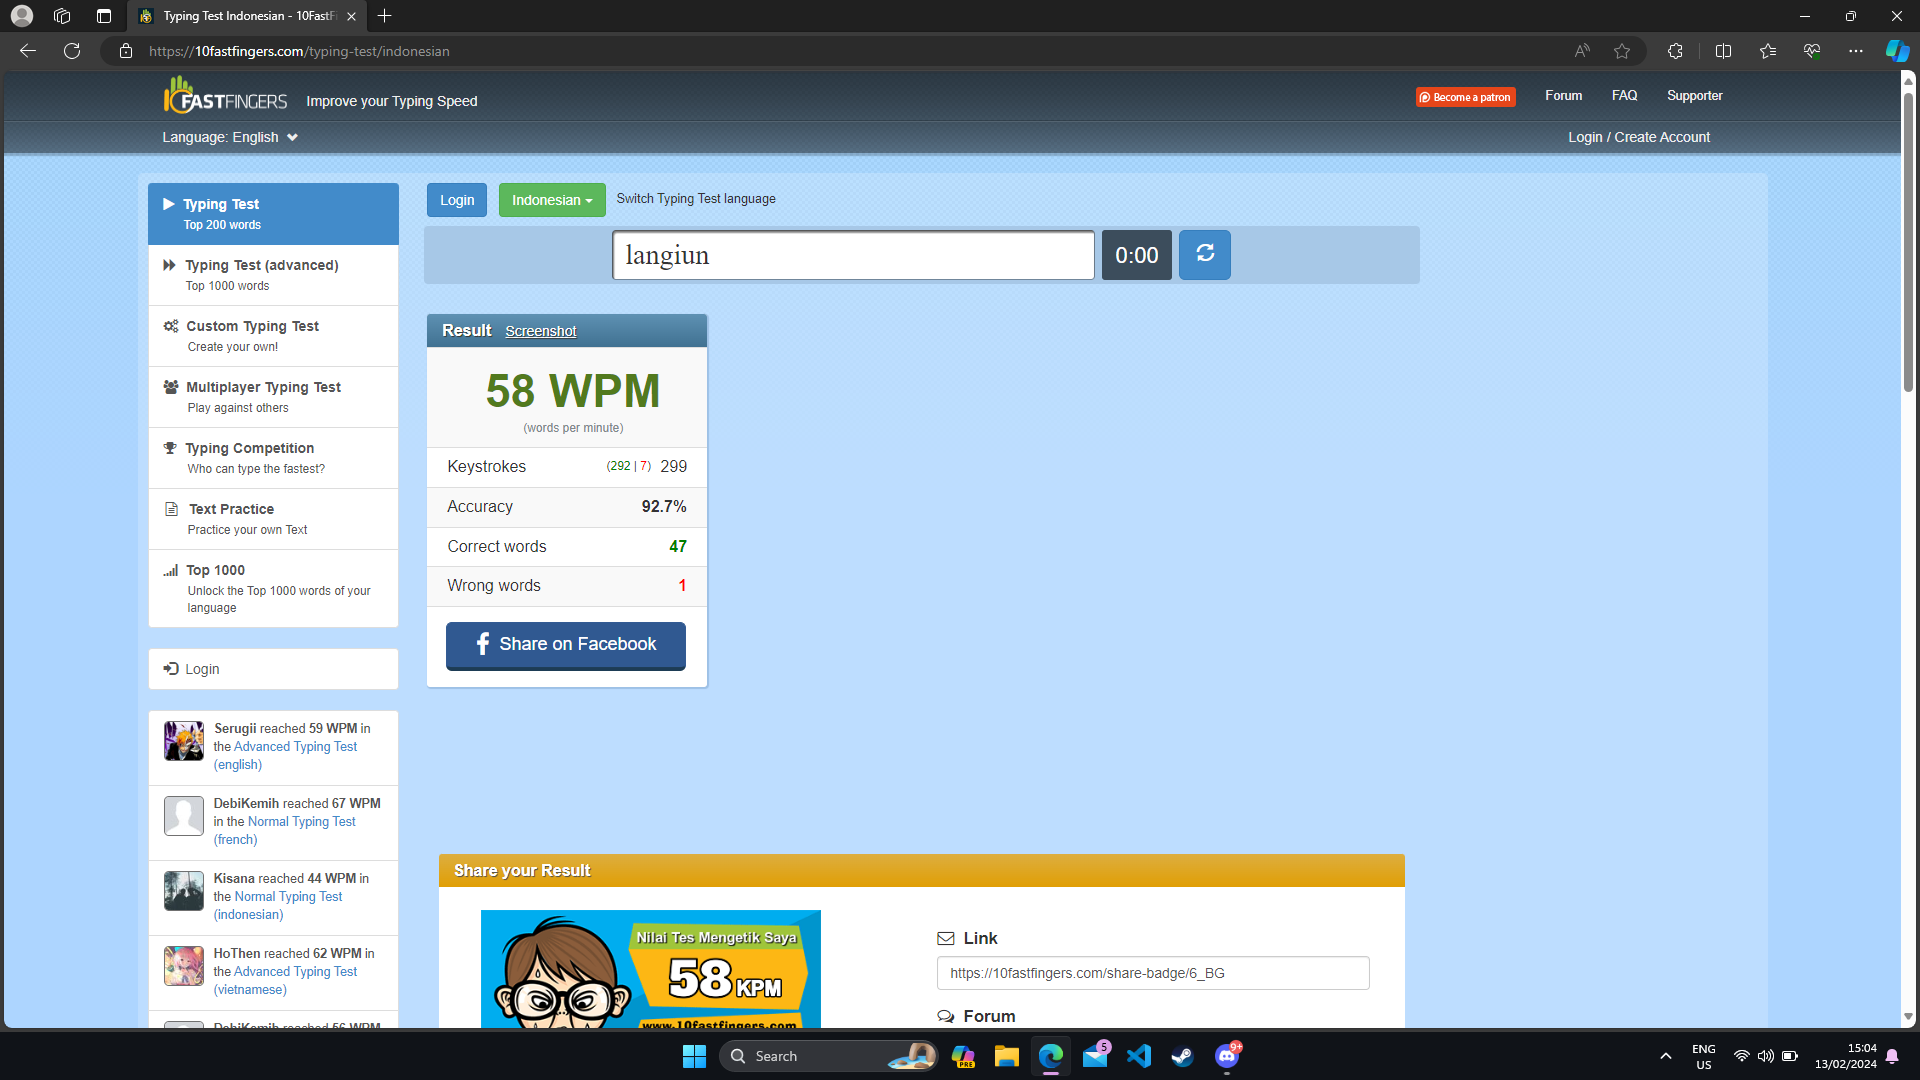 Typing Test Indonesian - 10FastFi
https://10fastfingers.com/typing-test/indonesian
10FASTFINGERS Improve your Typing Speed
Become a patron Forum FAQ Supporter
Language: English
Login / Create Account
Typing Test
Top 200 words
Typing Test (advanced)
Top 1000 words
Custom Typing Test
Create your own!
Multiplayer Typing Test
Play against others
Typing Competition
Who can type the fastest?
Text Practice
Practice your own Text
Top 1000
Unlock the Top 1000 words of your
language
Login
Serugii reached 59 WPM in
the Advanced Typing Test
(english)
DebiKemih reached 67 WPM
in the Normal Typing Test
(french)
Kisana reached 44 WPM in
the Normal Typing Test
(indonesian)
HoThen reached 62 WPM in
the Advanced Typing Test
(vietnamese)
DebiKemih reached 56 WPM
Login Indonesian Switch Typing Test language
langiun 0:00
Result Screenshot
58 WPM
(words per minute)
Keystrokes (292 | 7) 299
Accuracy 92.7%
Correct words 47
Wrong words 1
Share on Facebook
Share your Result
Nilai Tes Mengetik Saya
58 KPM
www.10fastfingers.com
Link
https://10fastfingers.com/share-badge/6_BG
Forum
Search
PRE
5
9+
ENG
US
15:04
13/02/2024